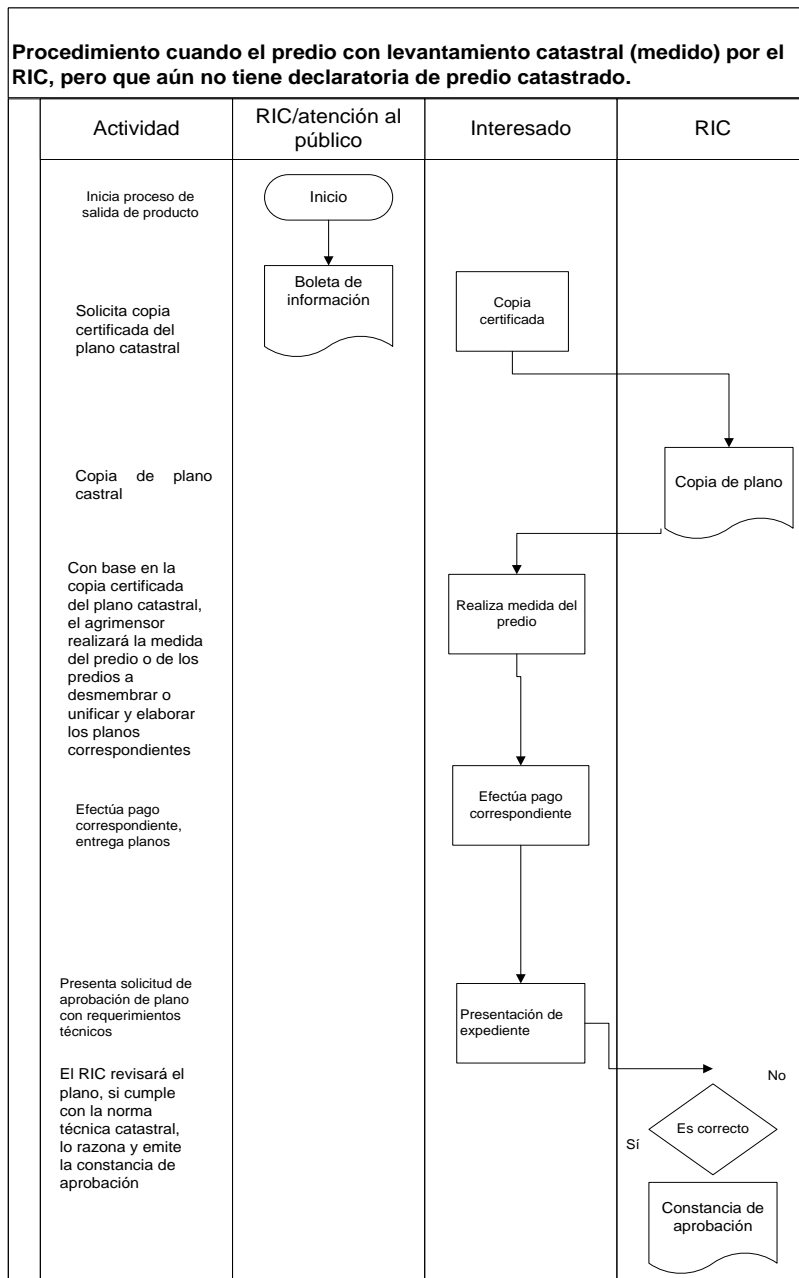 Procedimiento cuando el predio con levantamiento catastral (medido) por el
RIC, pero que aún no tiene declaratoria de predio catastrado.
Actividad
RIC/atención al
público
Interesado
RIC
Inicia proceso de
salida de producto
Inicio
Solicita copia
certificada del
plano catastral
Boleta de
información
Copia
certificada
Copia de plano
castral
Copia de plano
Con base en la
copia certificada
del plano catastral,
el agrimensor
realizará la medida
del predio o de los
predios a
desmembrar o
unificar y elaborar
los planos
correspondientes
Realiza medida del
predio
Efectúa pago
correspondiente,
entrega planos
Efectúa pago
correspondiente
Presenta solicitud de
aprobación de plano
con requerimientos
técnicos
Presentación de
expediente
El RIC revisará el
plano, si cumple
con la norma
técnica catastral,
lo razona y emite
la constancia de
aprobación
No
Es correcto
Sí
Constancia de
aprobación